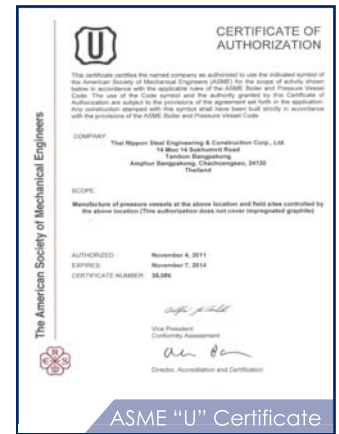 U
CERTIFICATE OF
AUTHORIZATION
This certificate certifies the named company as authorized to use the indicated symbol of
the American Society of Mechanical Engineers (ASME) for the scope of activity shown
below in accordance with the applicable rules of the ASME Boiler and Pressure Vessel
Code. The use of the Code symbol and the authority granted by this Certificate of
Authorization are subject to the provisions of the agreement set forth in the application.
Any construction stamped with this symbol shall have been built strictly in accordance
with the provisions of the ASME Boiler and Pressure Vessel Code.
COMPANY:
Thai Nippon Steel Engineering & Construction Corp., Ltd
14 Moo 14 Sukhumvit Road
Tambon Bangpakong
Amphur Bangpakong, Chachoengsao, 24130
Thailand
SCOPE:
Manufacture of pressure vessels at the above location and field sites controlled by
the above location (This authorization does not cover impregnated graphite)
AUTHORIZED: November 4, 2011
EXPIRES: November 7, 2014
CERTIFICATE NUMBER: 38,086
Vice President
Conformity Assessment
Director, Accreditation and Certification
The American Society of Mechanical Engineers
ASME "U" Certificate